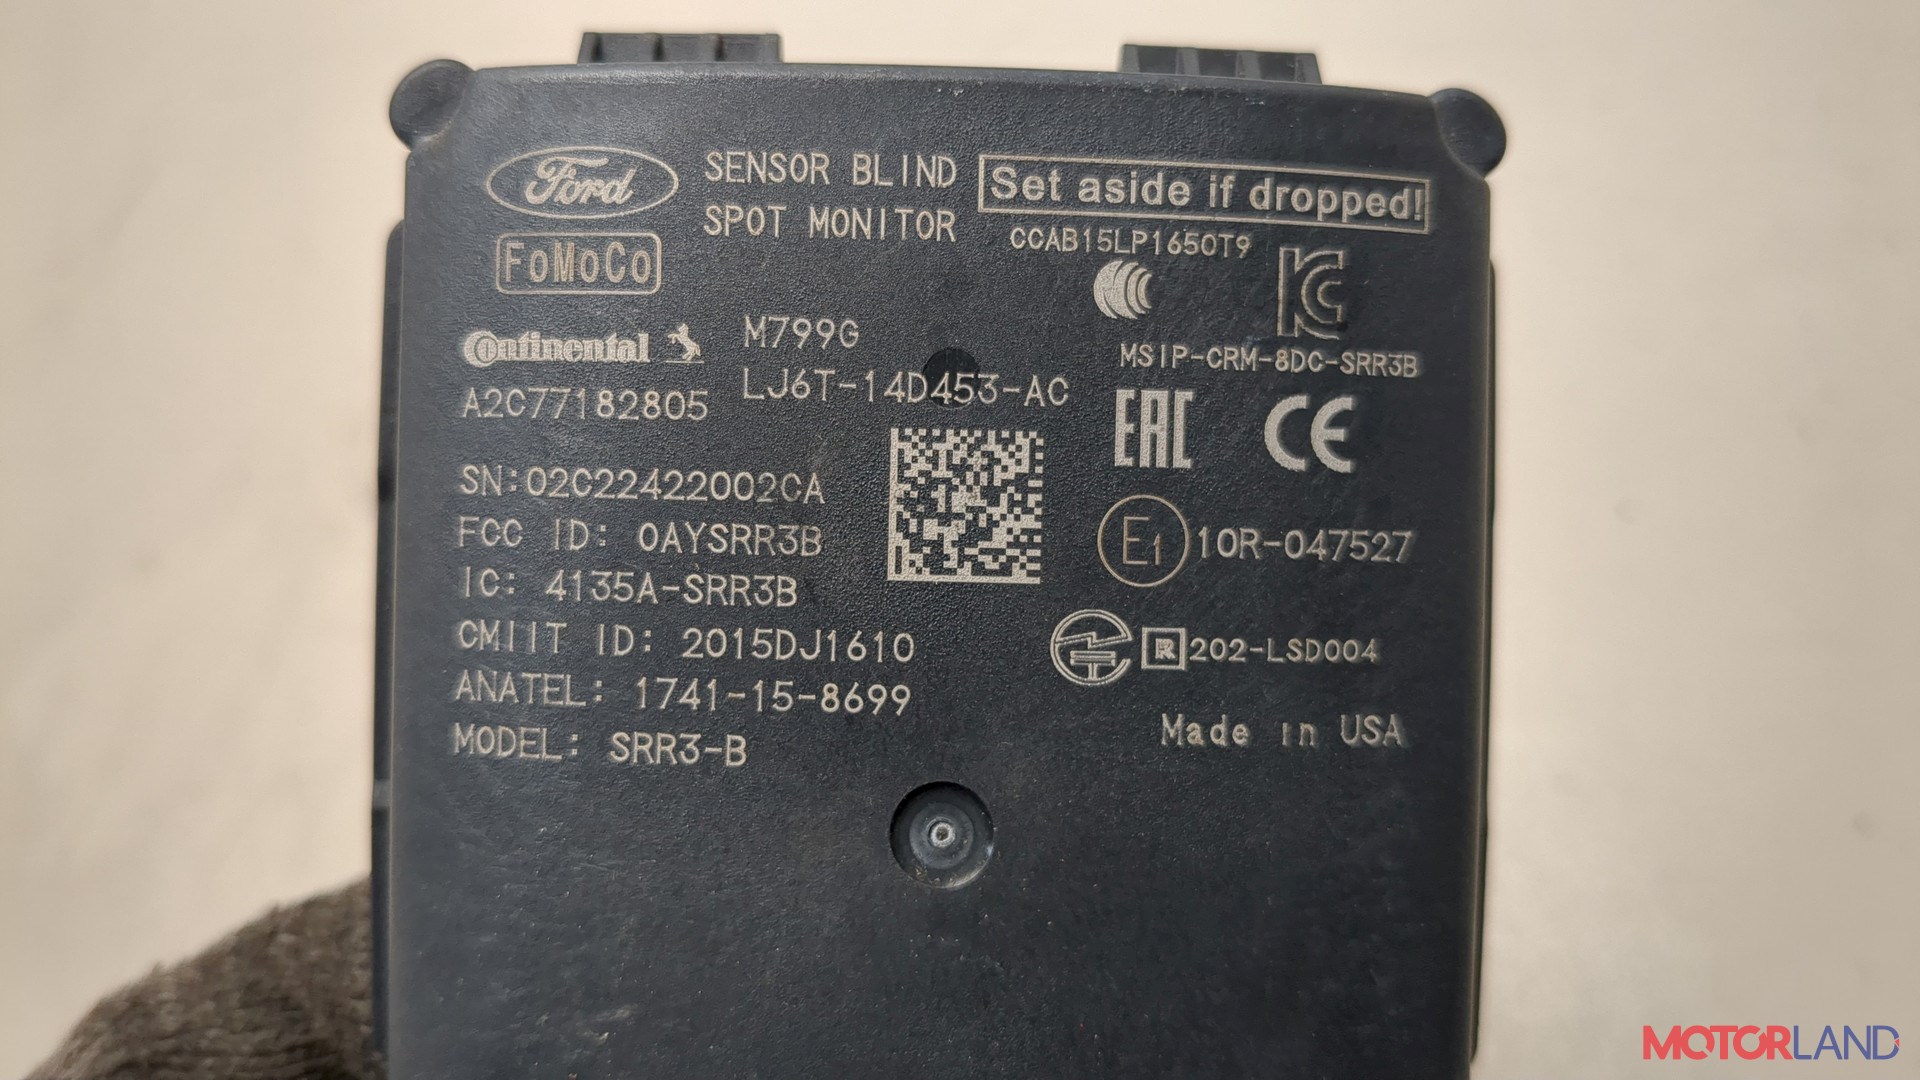 Ford
SENSOR BLIND
SPOT MONITOR
Set aside if dropped!
FoMoCo
CCAB15LP1650T9
Continental
M799G
A2C77182805
LJ6T-14D453-AC
MSIP-CRM-8DC-SRR3B
EAC CE
SN:02C22422002CA
FCC ID: OAYSRR3B
IC: 4135A-SRR3B
CMIIT ID: 2015DJ1610
ANATEL: 1741-15-8699
MODEL: SRR3-B
E1 10R-047527
R 202-LSD004
Made in USA
MOTORLAND